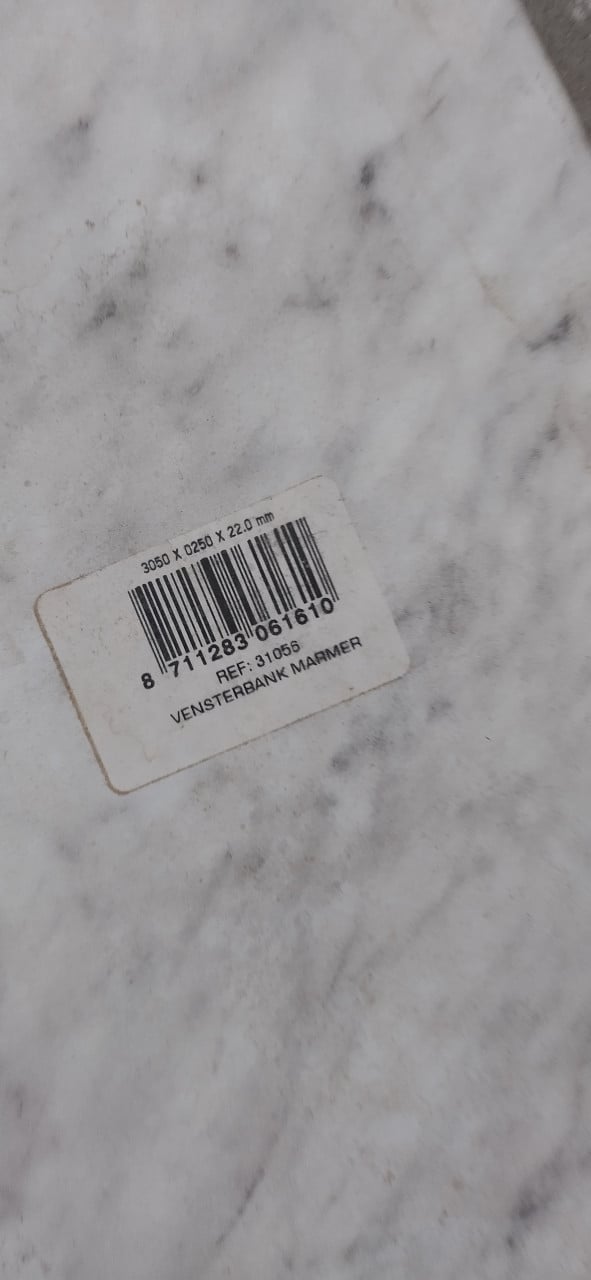 3050 X 0250 X 22.0 mm
8 711283 061610
REF: 31056
VENSTERBANK MARMER